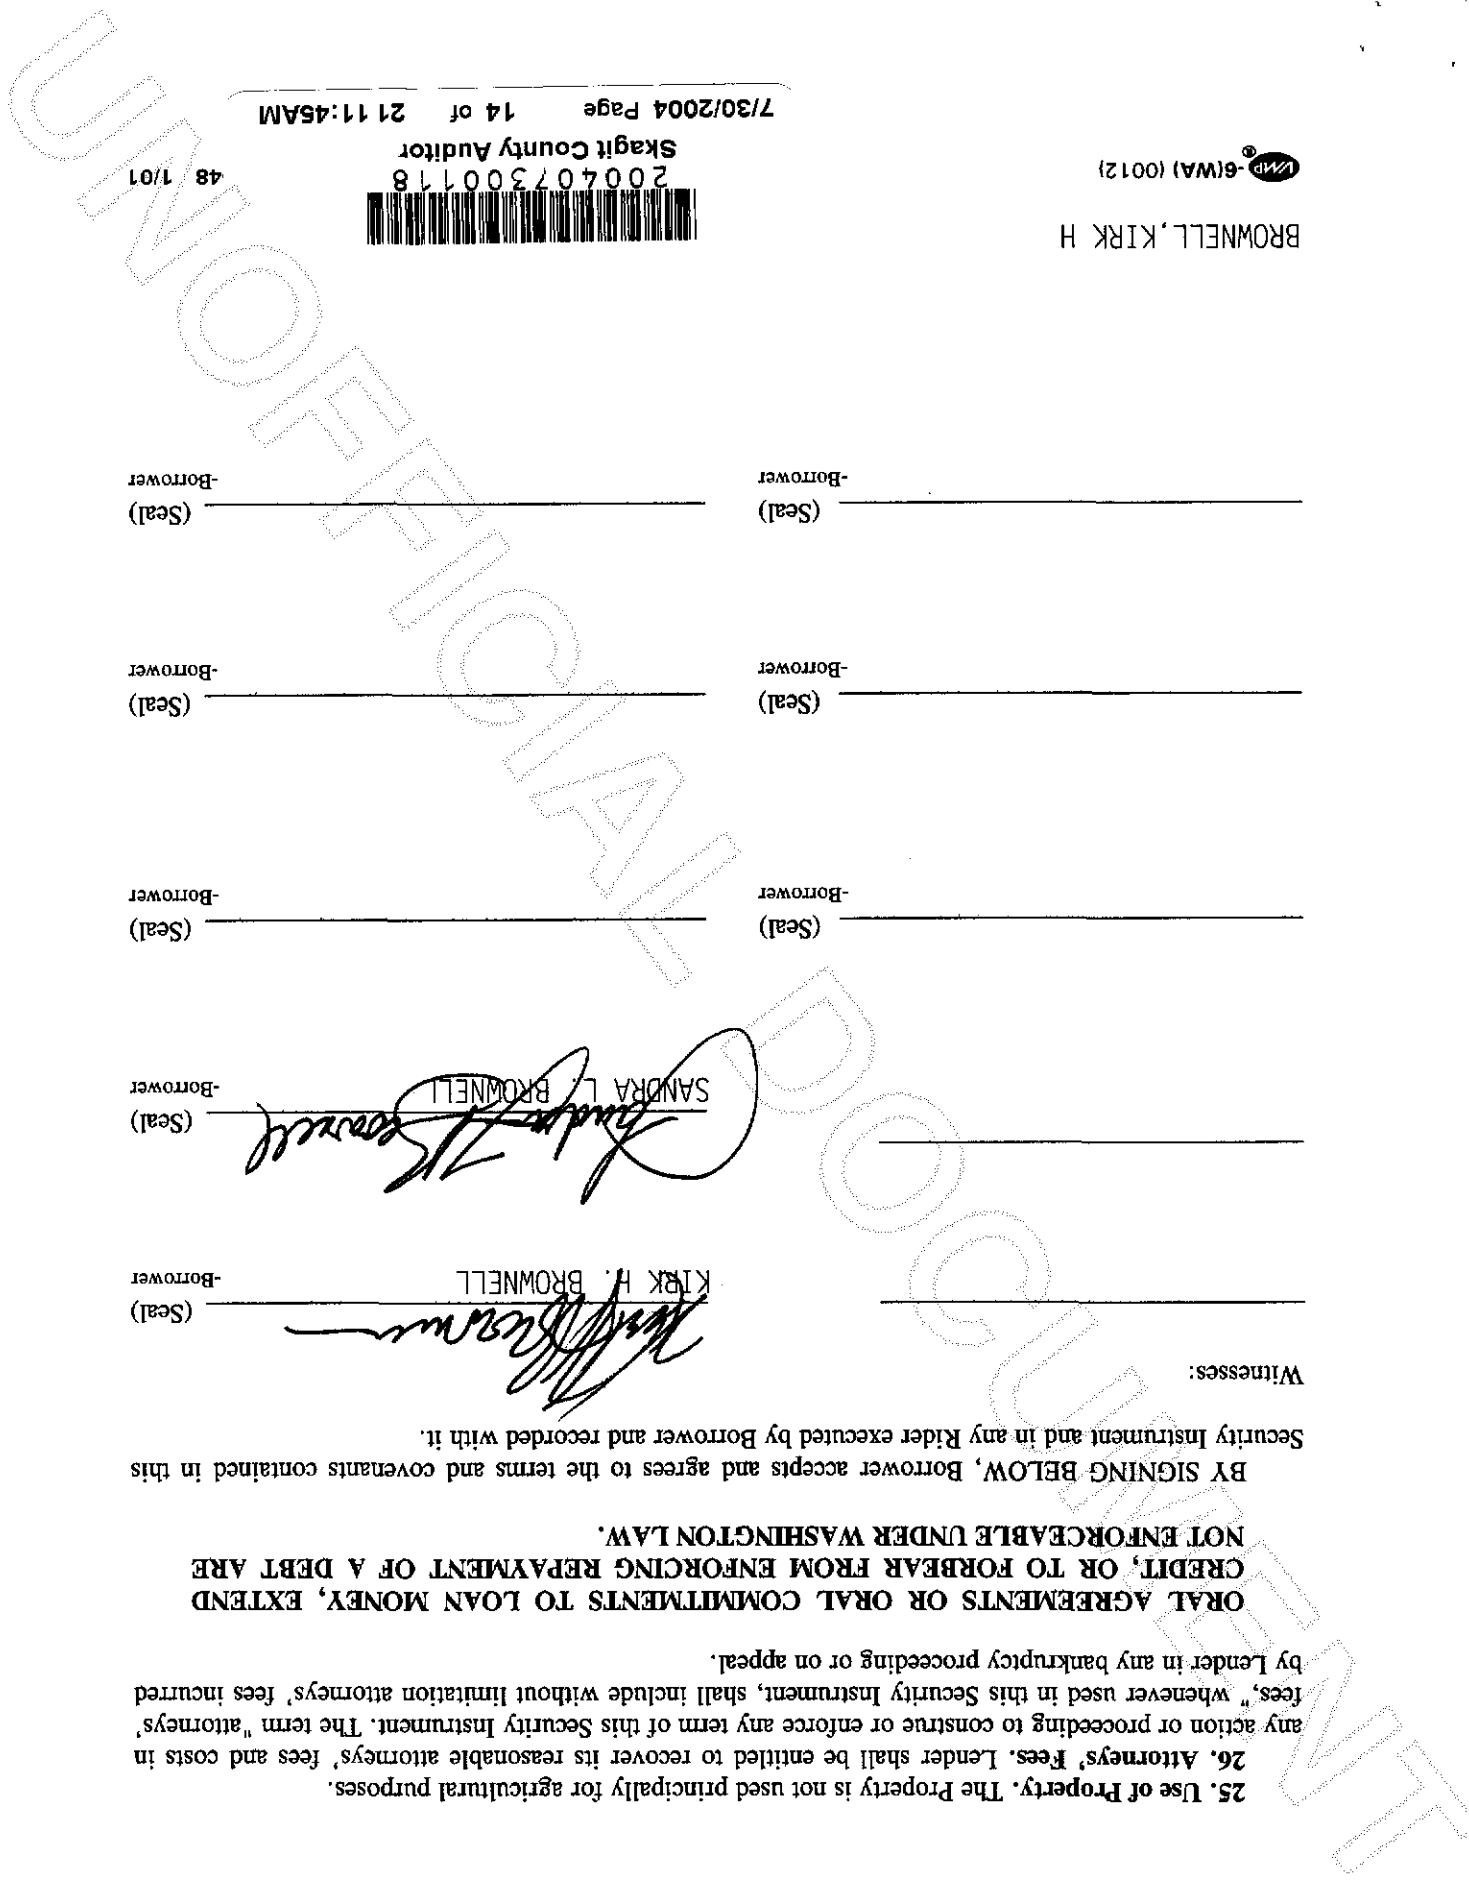 25. Use of Property. The Property is not used principally for agricultural purposes.
26. Attorneys' Fees. Lender shall be entitled to recover its reasonable attorneys' fees and costs in
any action or proceeding to construe or enforce any term of this Security Instrument. The term "attorneys'
fees," whenever used in this Security Instrument, shall include without limitation attorneys' fees incurred
by Lender in any bankruptcy proceeding or on appeal.
ORAL AGREEMENTS OR ORAL COMMITMENTS TO LOAN MONEY, EXTEND
CREDIT, OR TO FORBEAR FROM ENFORCING REPAYMENT OF A DEBT ARE
NOT ENFORCEABLE UNDER WASHINGTON LAW.
BY SIGNING BELOW, Borrower accepts and agrees to the terms and covenants contained in this
Security Instrument and in any Rider executed by Borrower and recorded with it.
Witnesses:
(Seal)
KIRK H. BROWNELL -Borrower
Sandra L Brownell (Seal)
SANDRA L. BROWNELL -Borrower
(Seal) (Seal)
-Borrower -Borrower
(Seal) (Seal)
-Borrower -Borrower
(Seal) (Seal)
-Borrower -Borrower
BROWNELL,KIRK H
VMP®-6(WA) (0012)
48 1/01
200407300118
Skagit County Auditor
7/30/2004 Page 14 of 21 11:45AM
UNOFFICIAL DOCUMENT